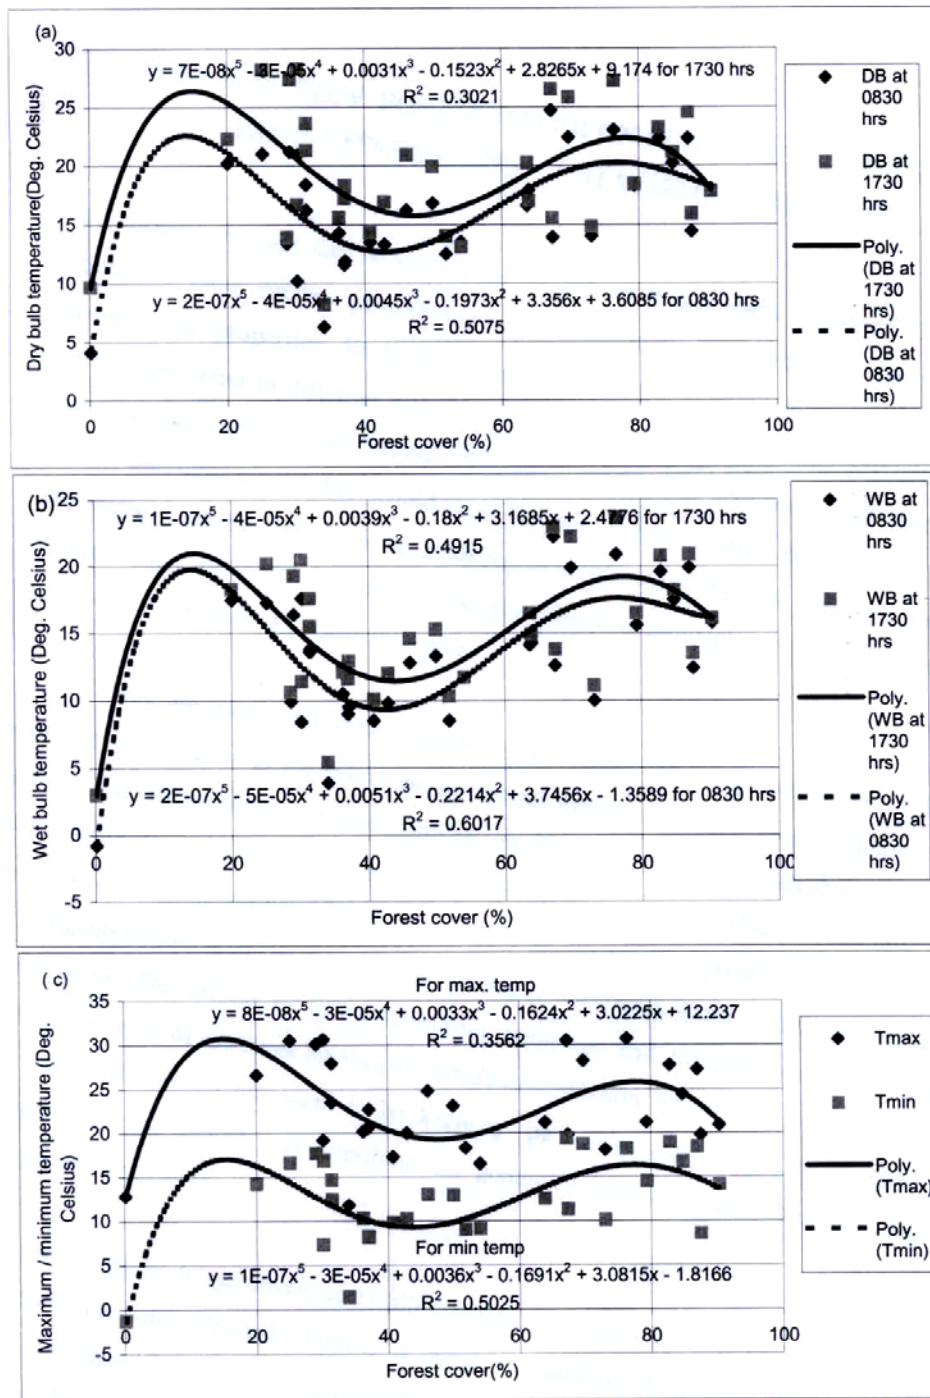 (a)
30
25
20
15
10
5
0
y = 7E-08x⁵ - 3E-05x⁴ + 0.0031x³ - 0.1523x² + 2.8265x + 9.174 for 1730 hrs
R² = 0.3021
y = 2E-07x⁵ - 4E-05x⁴ + 0.0045x³ - 0.1973x² + 3.356x + 3.6085 for 0830 hrs
R² = 0.5075
0 20 40 60 80 100
Forest cover (%)
Dry bulb temperature(Deg. Celsius)
DB at
0830
hrs
DB at
1730
hrs
Poly.
(DB at
1730
hrs)
Poly.
(DB at
0830
hrs)
(b)
25
20
15
10
5
0
-5
y = 1E-07x⁵ - 4E-05x⁴ + 0.0039x³ - 0.18x² + 3.1685x + 2.4776 for 1730 hrs
R² = 0.4915
y = 2E-07x⁵ - 5E-05x⁴ + 0.0051x³ - 0.2214x² + 3.7456x - 1.3589 for 0830 hrs
R² = 0.6017
0 20 40 60 80 100
Forest cover (%)
Wet bulb temperature (Deg. Celsius)
WB at
0830
hrs
WB at
1730
hrs
Poly.
(WB at
1730
hrs)
Poly.
(WB at
0830
hrs)
( c)
35
30
25
20
15
10
5
0
-5
For max. temp
y = 8E-08x⁵ - 3E-05x⁴ + 0.0033x³ - 0.1624x² + 3.0225x + 12.237
R² = 0.3562
For min temp
y = 1E-07x⁵ - 3E-05x⁴ + 0.0036x³ - 0.1691x² + 3.0815x - 1.8166
R² = 0.5025
0 20 40 60 80 100
Forest cover(%)
Maximum / minimum temperature (Deg.
Celsius)
Tmax
Tmin
Poly.
(Tmax)
Poly.
(Tmin)